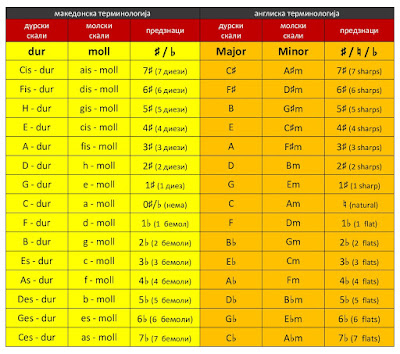 македонска терминологија англиска терминологија
дурски скали молски скали предзнаци дурски скали молски скали предзнаци
dur moll ♯ / ♭ Major Minor ♯ / ♮ / ♭
Cis - dur ais - moll 7♯ (7 диези) C♯ A♯m 7♯ (7 sharps)
Fis - dur dis - moll 6♯ (6 диези) F♯ D♯m 6♯ (6 sharps)
H - dur gis - moll 5♯ (5 диези) B G♯m 5♯ (5 sharps)
E - dur cis - moll 4♯ (4 диези) E C♯m 4♯ (4 sharps)
A - dur fis - moll 3♯ (3 диези) A F♯m 3♯ (3 sharps)
D - dur h - moll 2♯ (2 диези) D Bm 2♯ (2 sharps)
G - dur e - moll 1♯ (1 диез) G Em 1♯ (1 sharp)
C - dur a - moll 0♯/♭ (нема) C Am ♮ (natural)
F - dur d - moll 1♭ (1 бемол) F Dm 1♭ (1 flat)
B - dur g - moll 2♭ (2 бемоли) B♭ Gm 2♭ (2 flats)
Es - dur c - moll 3♭ (3 бемоли) E♭ Cm 3♭ (3 flats)
As - dur f - moll 4♭ (4 бемоли) A♭ Fm 4♭ (4 flats)
Des - dur b - moll 5♭ (5 бемоли) D♭ B♭m 5♭ (5 flats)
Ges - dur es - moll 6♭ (6 бемоли) G♭ E♭m 6♭ (6 flats)
Ces - dur as - moll 7♭ (7 бемоли) C♭ A♭m 7♭ (7 flats)